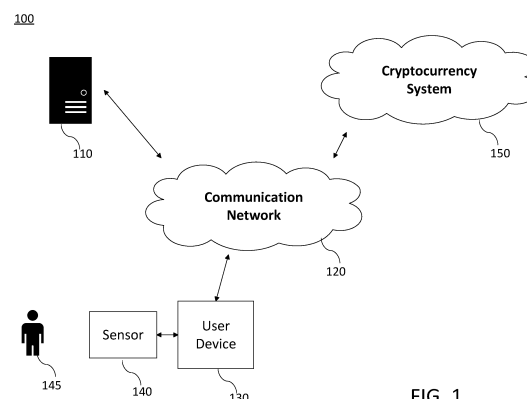 100
Cryptocurrency
System
110
150
Communication
Network
120
Sensor
User
Device
145
140
130
FIG. 1